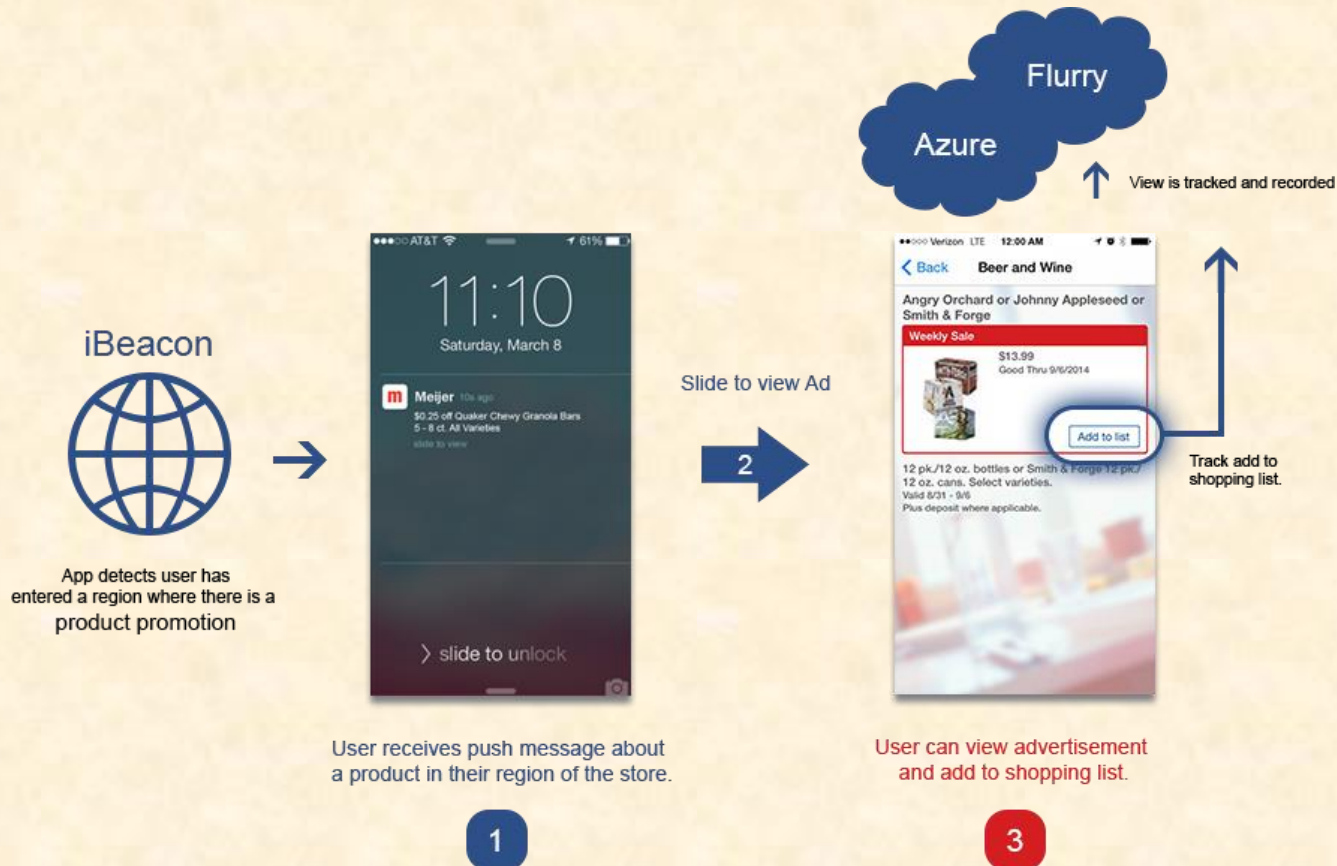 Flurry
Azure
View is tracked and recorded
iBeacon
App detects user has
entered a region where there is a
product promotion
AT&T
61%
11:10
Saturday, March 8
m
Meijer 10s ago
$0.25 off Quaker Chewy Granola Bars
5 - 8 ct. All Varieties
slide to view
> slide to unlock
User receives push message about
a product in their region of the store.
1
Slide to view Ad
2
Verizon LTE 12:00 AM
Back Beer and Wine
Angry Orchard or Johnny Appleseed or
Smith & Forge
Weekly Sale
$13.99
Good Thru 9/6/2014
Add to list
12 pk./12 oz. bottles or Smith & Forge 12 pk./
12 oz. cans. Select varieties.
Valid 8/31 - 9/6
Plus deposit where applicable.
Track add to
shopping list.
User can view advertisement
and add to shopping list.
3